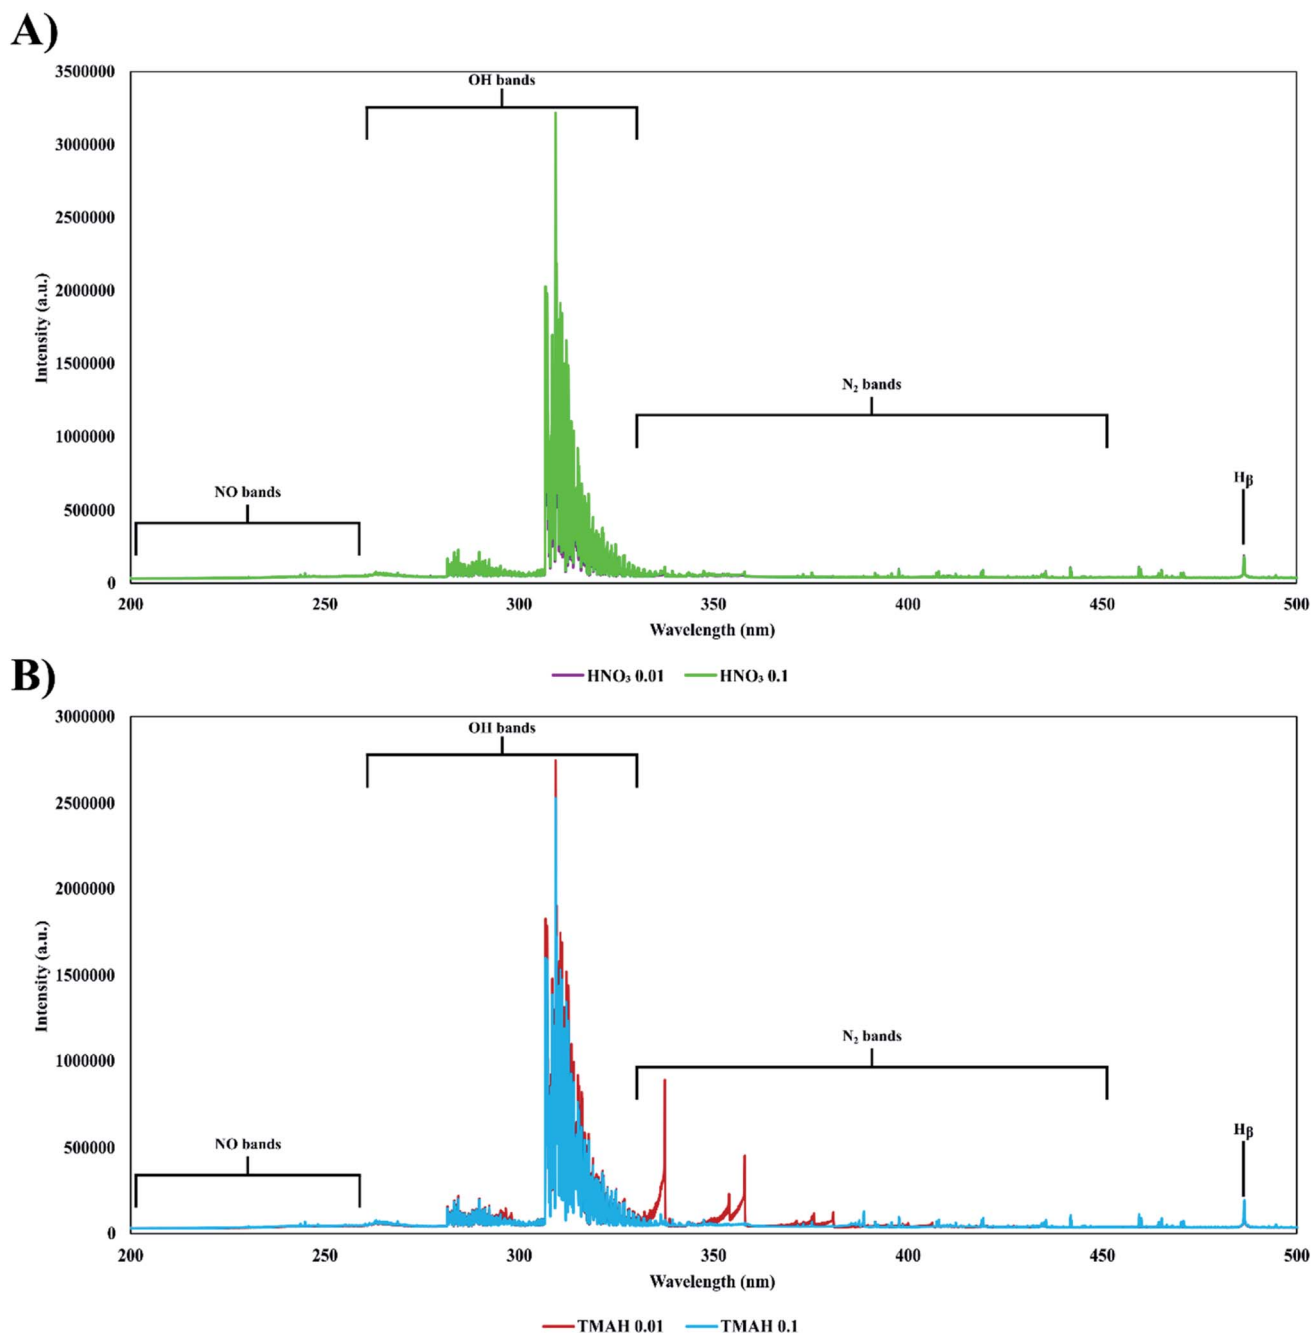 A)
OH bands
3500000
3000000
2500000
2000000
1500000
1000000
500000
0
Intensity (a.u.)
N₂ bands
NO bands
Hβ
200 250 300 350 400 450 500
Wavelength (nm)
HNO₃ 0.01 HNO₃ 0.1
B)
OH bands
3000000
2500000
2000000
1500000
1000000
500000
0
Intensity (a.u.)
N₂ bands
NO bands
Hβ
200 250 300 350 400 450 500
Wavelength (nm)
TMAH 0.01 TMAH 0.1